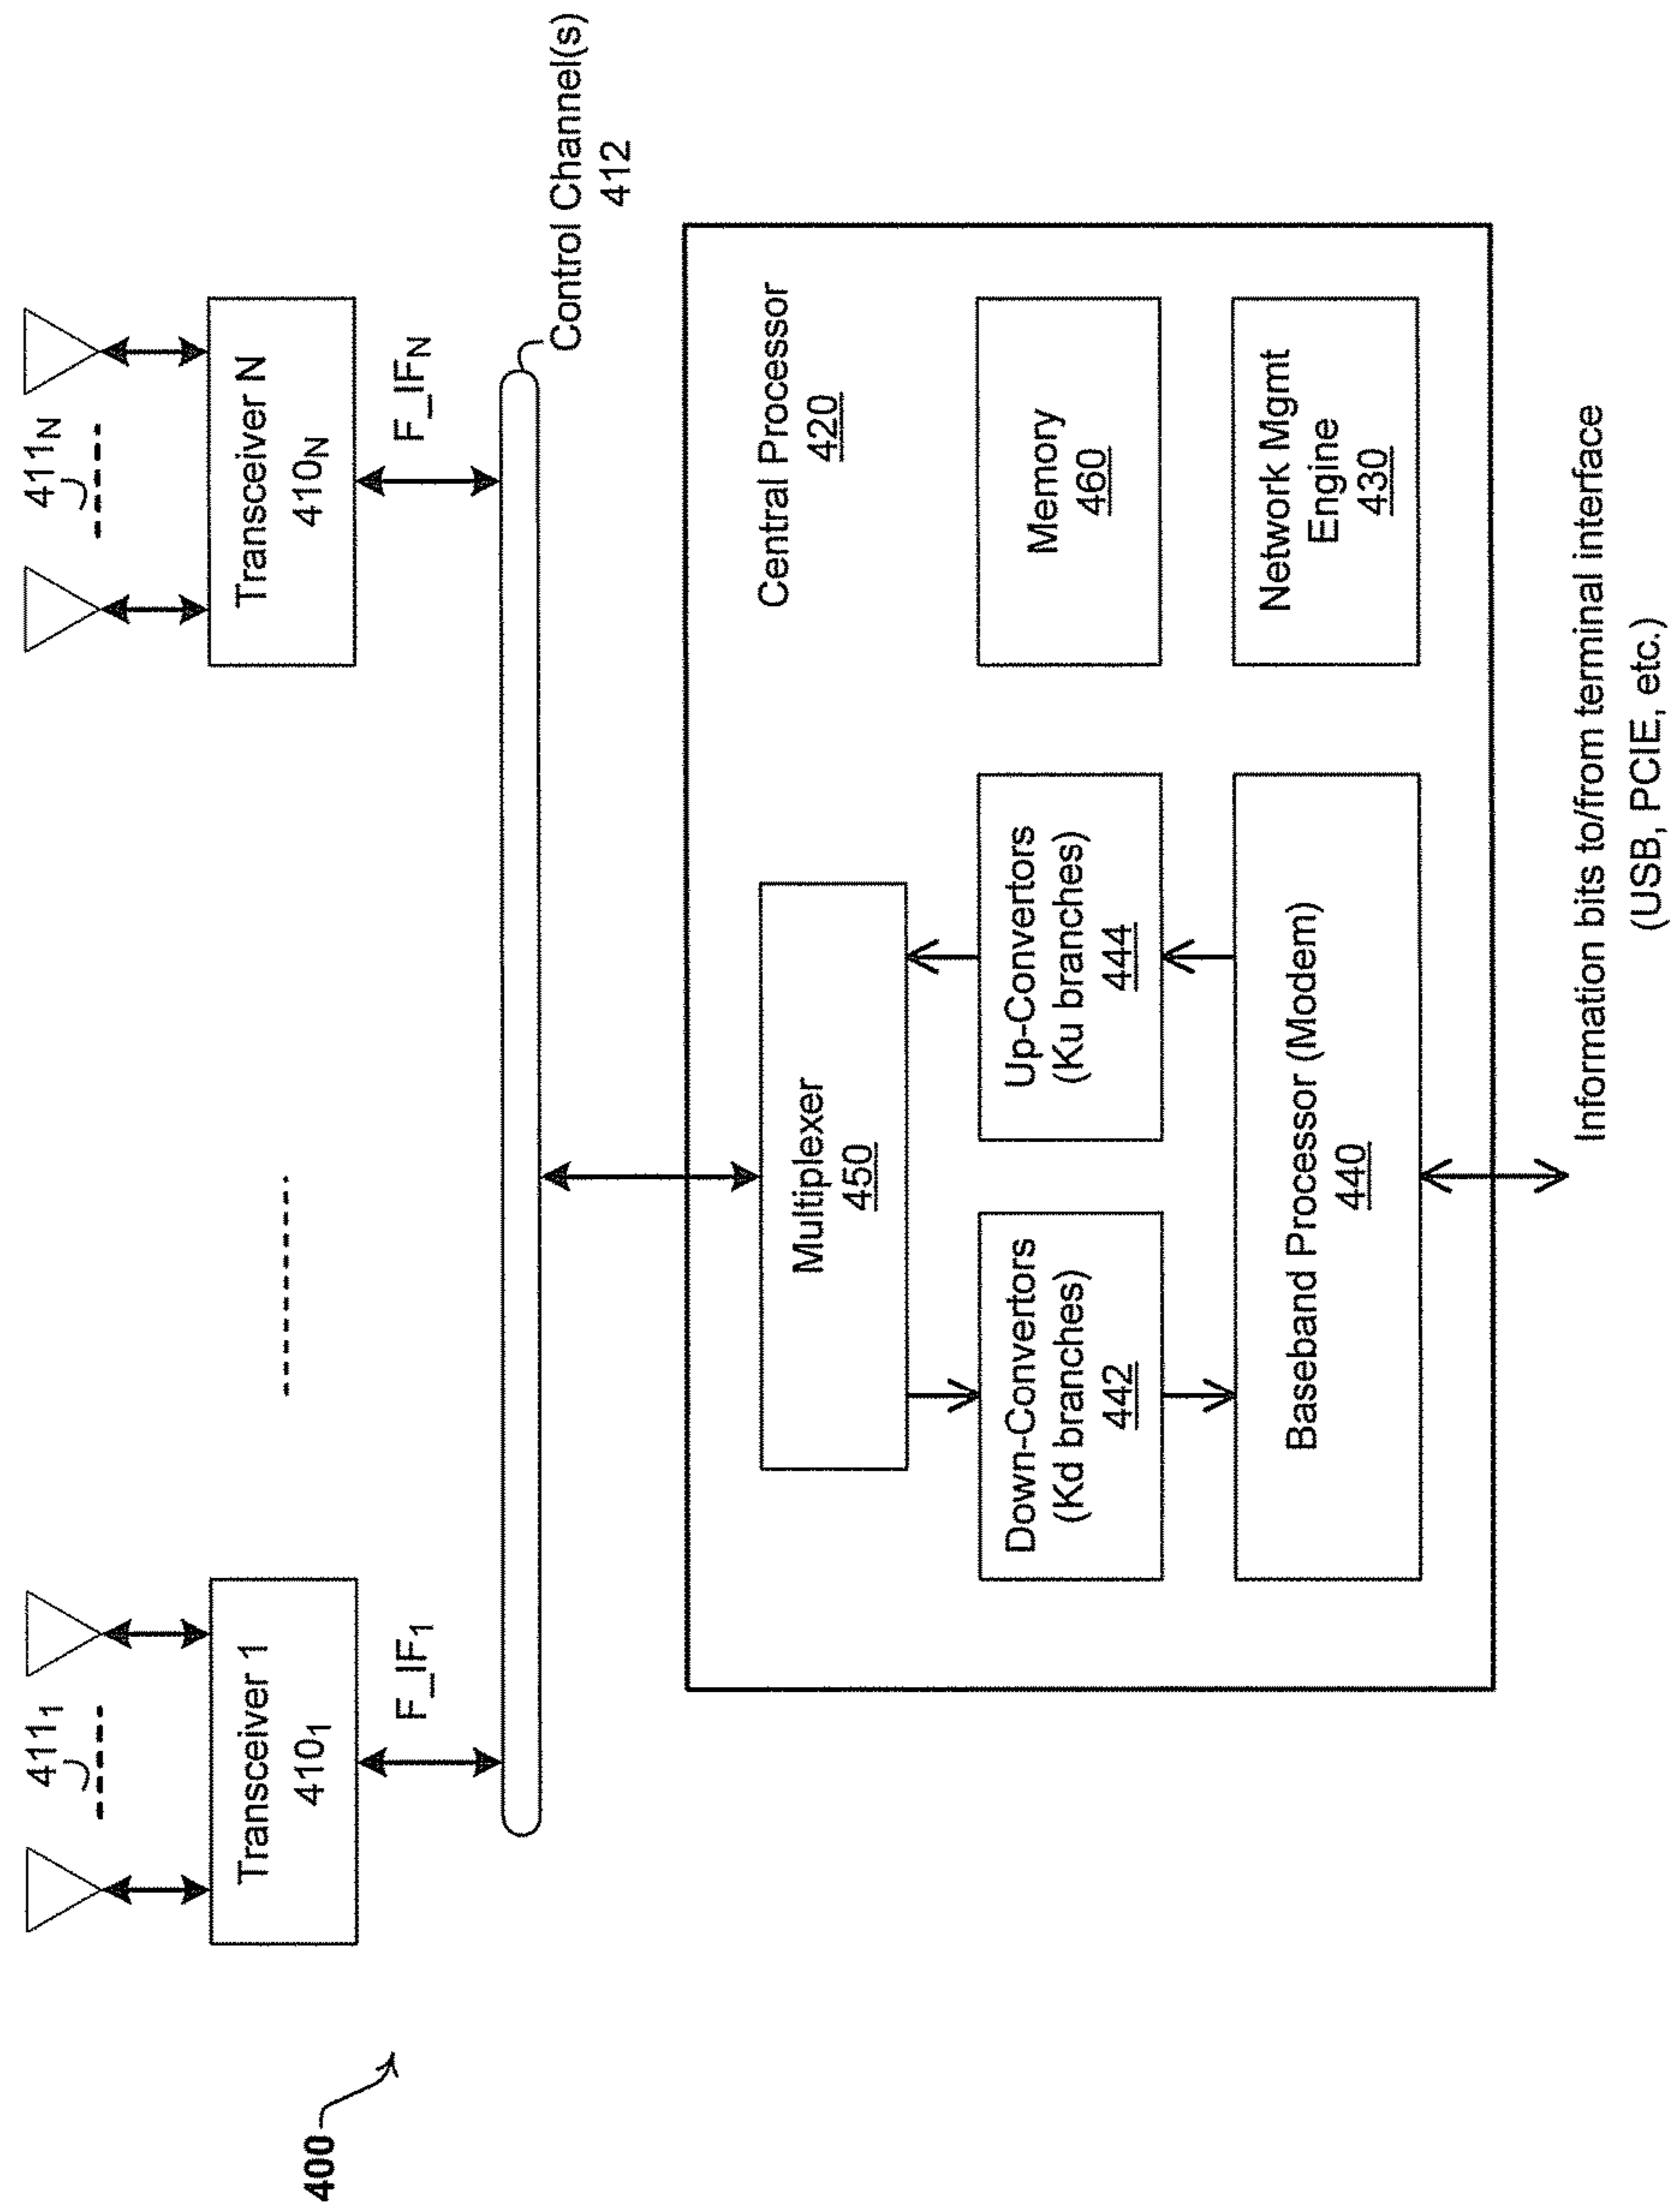 400
411₁
411N
Transceiver 1
410₁
Transceiver N
410N
F_IF₁
F_IFN
Control Channel(s)
412
Central Processor
420
Multiplexer
450
Down-Convertors
(Kd branches)
442
Up-Convertors
(Ku branches)
444
Memory
460
Baseband Processor (Modem)
440
Network Mgmt
Engine
430
Information bits to/from terminal interface
(USB, PCIE, etc.)